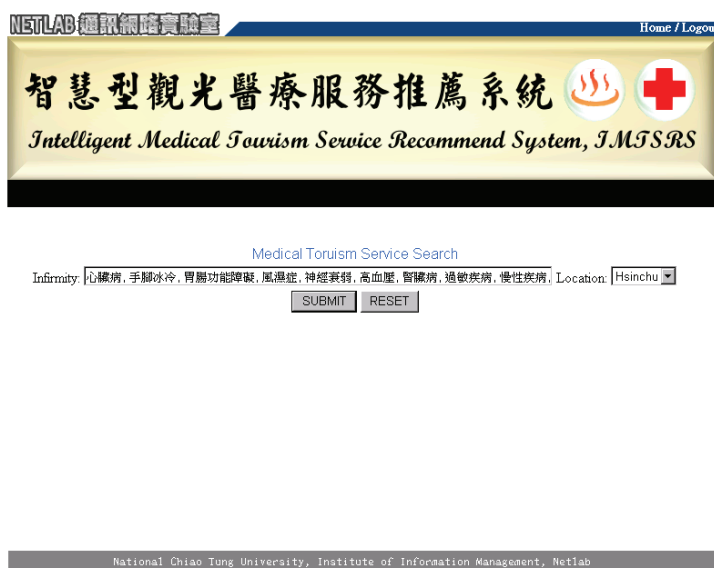 NETLAB 通訊網路實驗室
Home / Logou
智慧型觀光醫療服務推薦系統
Intelligent Medical Tourism Service Recommend System, IMTSRS
Medical Toruism Service Search
Infirmity: 心臟病, 手腳冰冷, 胃腸功能障礙, 風濕症, 神經衰弱, 高血壓, 腎臟病, 過敏疾病, 慢性疾病, Location: Hsinchu
SUBMIT RESET
National Chiao Tung University, Institute of Information Management, Netlab